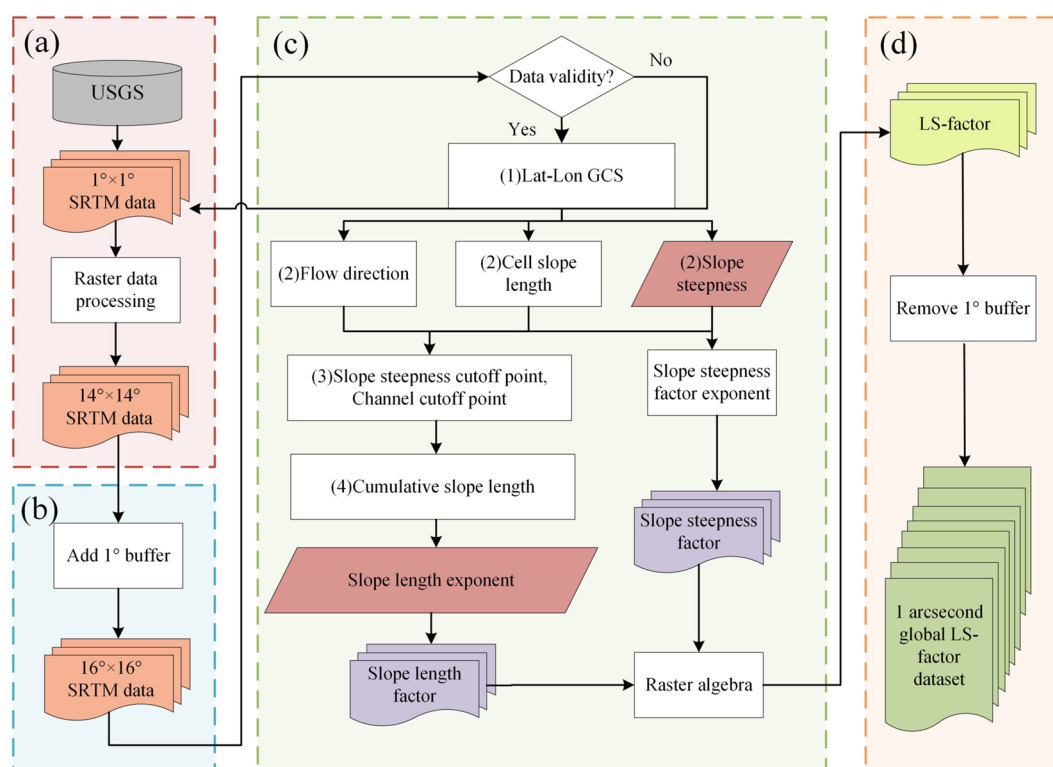 (a)
USGS
1°×1°
SRTM data
Raster data
processing
14°×14°
SRTM data
(b)
Add 1° buffer
16°×16°
SRTM data
(c)
Data validity?
No
Yes
(1)Lat-Lon GCS
(2)Flow direction
(2)Cell slope
length
(2)Slope
steepness
(3)Slope steepness cutoff point,
Channel cutoff point
Slope steepness
factor exponent
(4)Cumulative slope length
Slope steepness
factor
Slope length exponent
Slope length
factor
Raster algebra
(d)
LS-factor
Remove 1° buffer
1 arcsecond
global LS-
factor
dataset